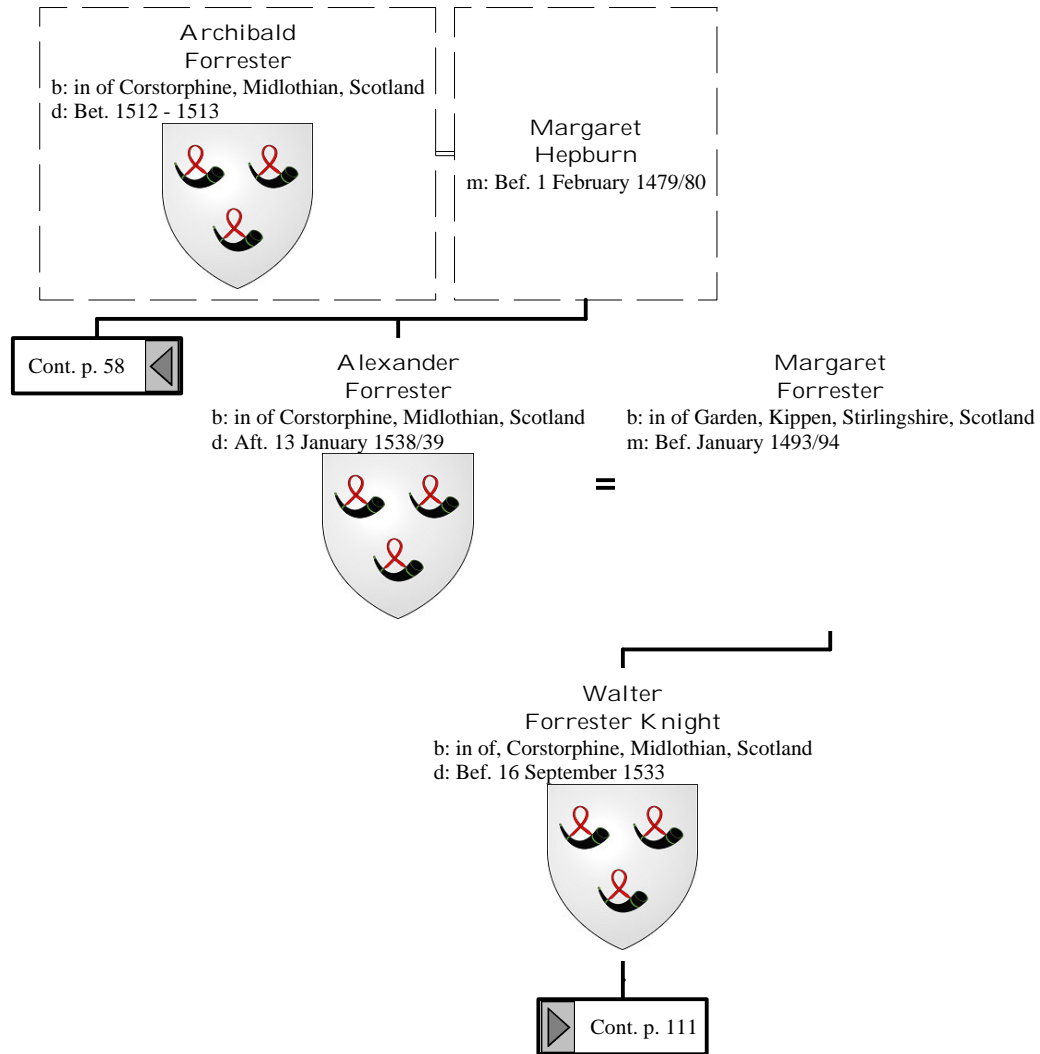 Archibald
Forrester
b: in of Corstorphine, Midlothian, Scotland
d: Bet. 1512 - 1513
Margaret
Hepburn
m: Bef. 1 February 1479/80
Cont. p. 58
Alexander
Forrester
b: in of Corstorphine, Midlothian, Scotland
d: Aft. 13 January 1538/39
=
Margaret
Forrester
b: in of Garden, Kippen, Stirlingshire, Scotland
m: Bef. January 1493/94
Walter
Forrester Knight
b: in of, Corstorphine, Midlothian, Scotland
d: Bef. 16 September 1533
Cont. p. 111